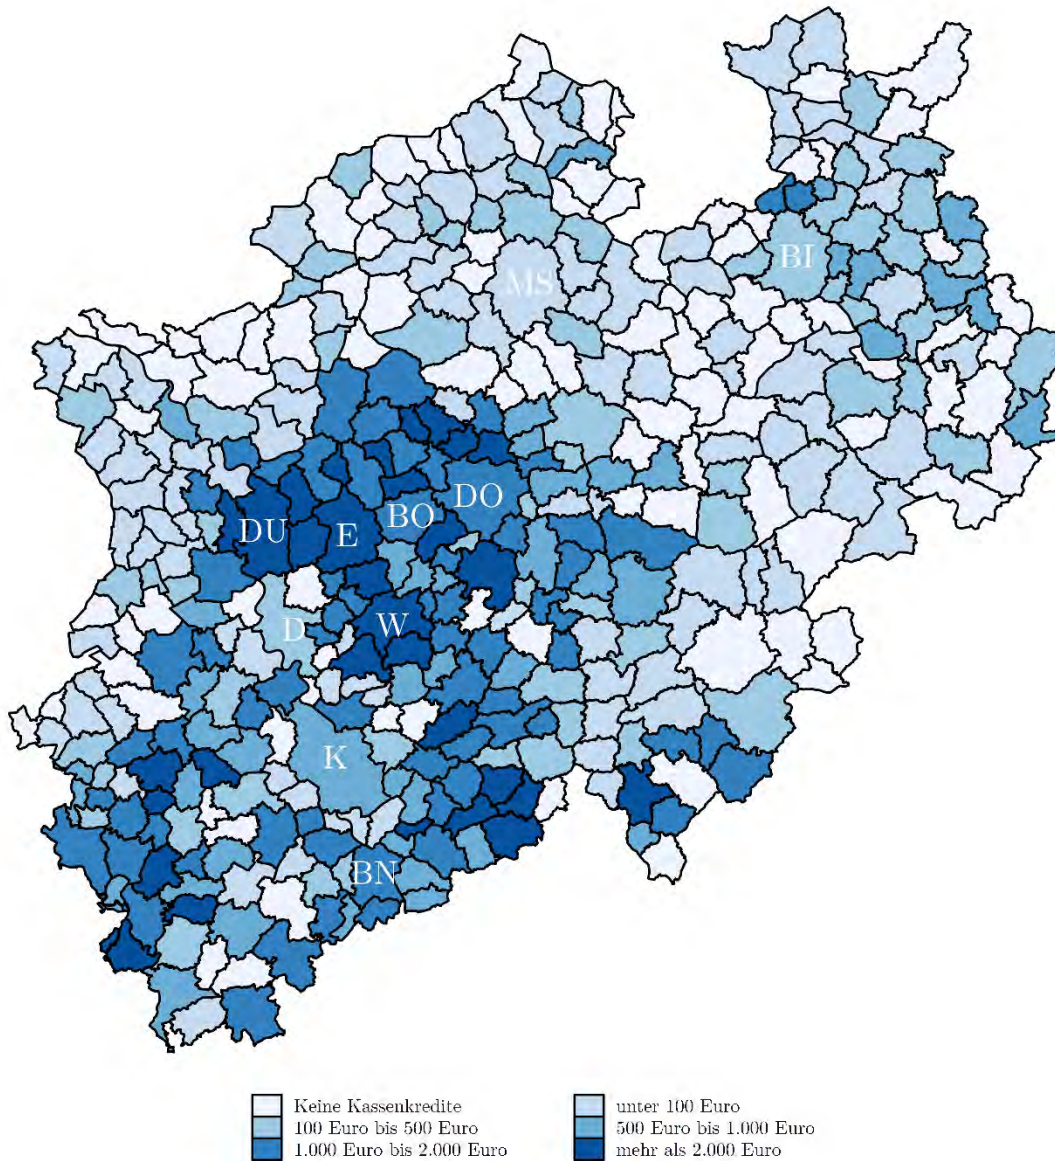 BI
MS
DO
BO
DU
E
W
D
K
BN
Keine Kassenkredite
unter 100 Euro
100 Euro bis 500 Euro
500 Euro bis 1.000 Euro
1.000 Euro bis 2.000 Euro
mehr als 2.000 Euro